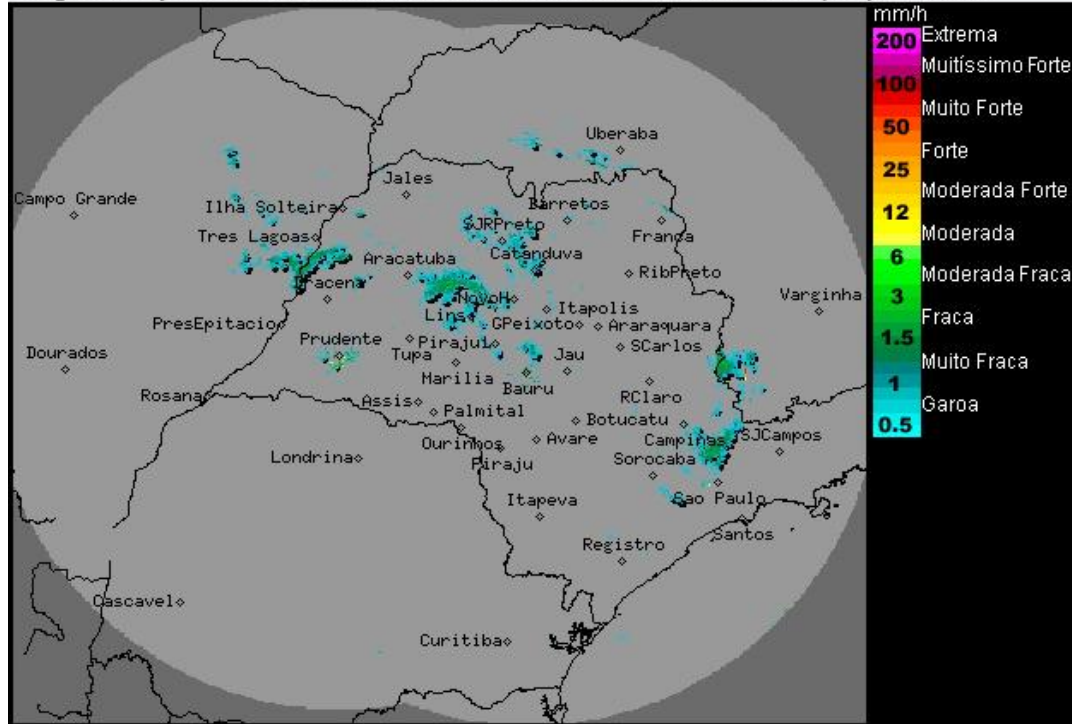 mm/h
200
Extrema
Muitíssimo Forte
100
Muito Forte
50
Forte
25
Moderada Forte
12
Moderada
6
Moderada Fraca
3
Fraca
1.5
Muito Fraca
1
Garoa
0.5
Uberaba
Jales
Campo Grande
Ilha Solteira
Barretos
SJRPreto
Tres Lagoas
Franca
Catanduva
Aracatuba
RibPreto
Dracena
NovoH
Varginha
Itapolis
Lins
PresEpitacio
GPeixoto
Araraquara
Prudente
Pirajui
SCarlos
Dourados
Tupa
Jau
Marilia
Bauru
Rosana
RClaro
Assis
Palmital
Botucatu
Ourinhos
Avare
Campinas
SJCampos
Londrina
Piraju
Sorocaba
Itapeva
Sao Paulo
Santos
Registro
Cascavel
Curitiba